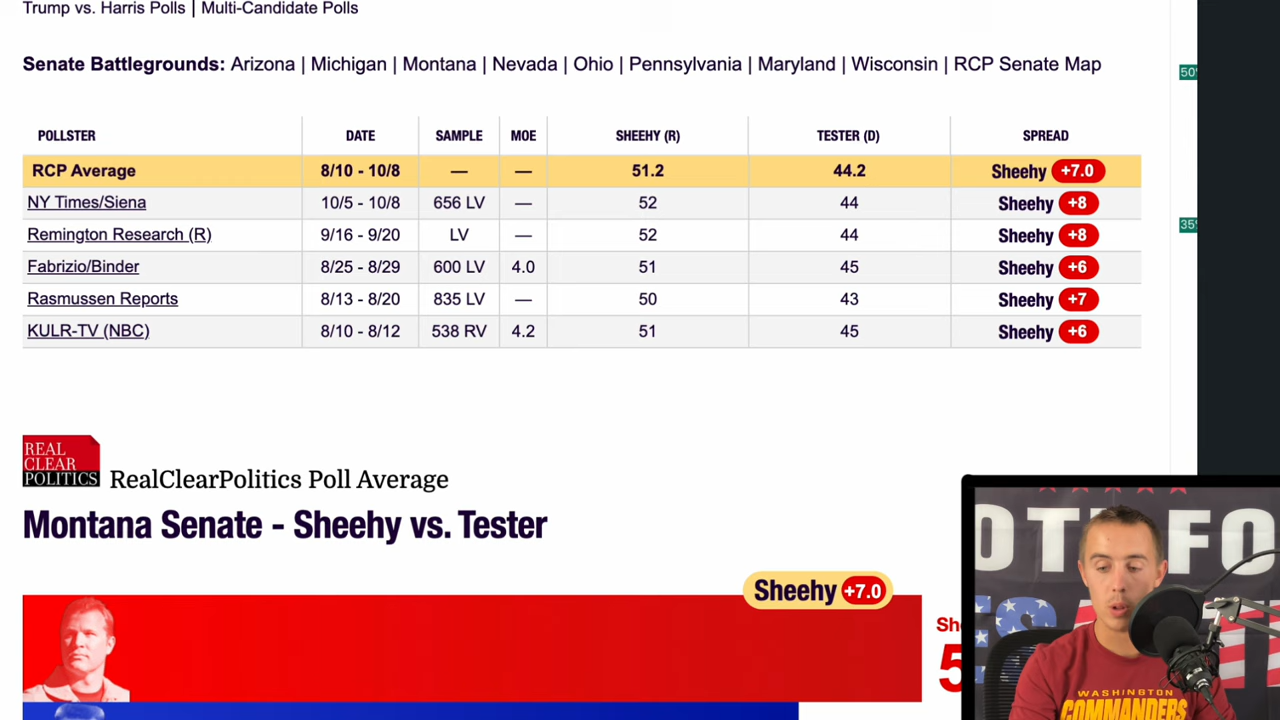 Trump vs. Harris Polls | Multi-Candidate Polls
Senate Battlegrounds: Arizona | Michigan | Montana | Nevada | Ohio | Pennsylvania | Maryland | Wisconsin | RCP Senate Map
50°
POLLSTER DATE SAMPLE MOE SHEEHY (R) TESTER (D) SPREAD
RCP Average 8/10 - 10/8 — — 51.2 44.2 Sheehy +7.0
NY Times/Siena 10/5 - 10/8 656 LV — 52 44 Sheehy +8
35%
Remington Research (R) 9/16 - 9/20 LV — 52 44 Sheehy +8
Fabrizio/Binder 8/25 - 8/29 600 LV 4.0 51 45 Sheehy +6
Rasmussen Reports 8/13 - 8/20 835 LV — 50 43 Sheehy +7
KULR-TV (NBC) 8/10 - 8/12 538 RV 4.2 51 45 Sheehy +6
REAL
CLEAR
POLITICS
RealClearPolitics Poll Average
Montana Senate - Sheehy vs. Tester
Sheehy +7.0
WASHINGTON
COMMANDERS